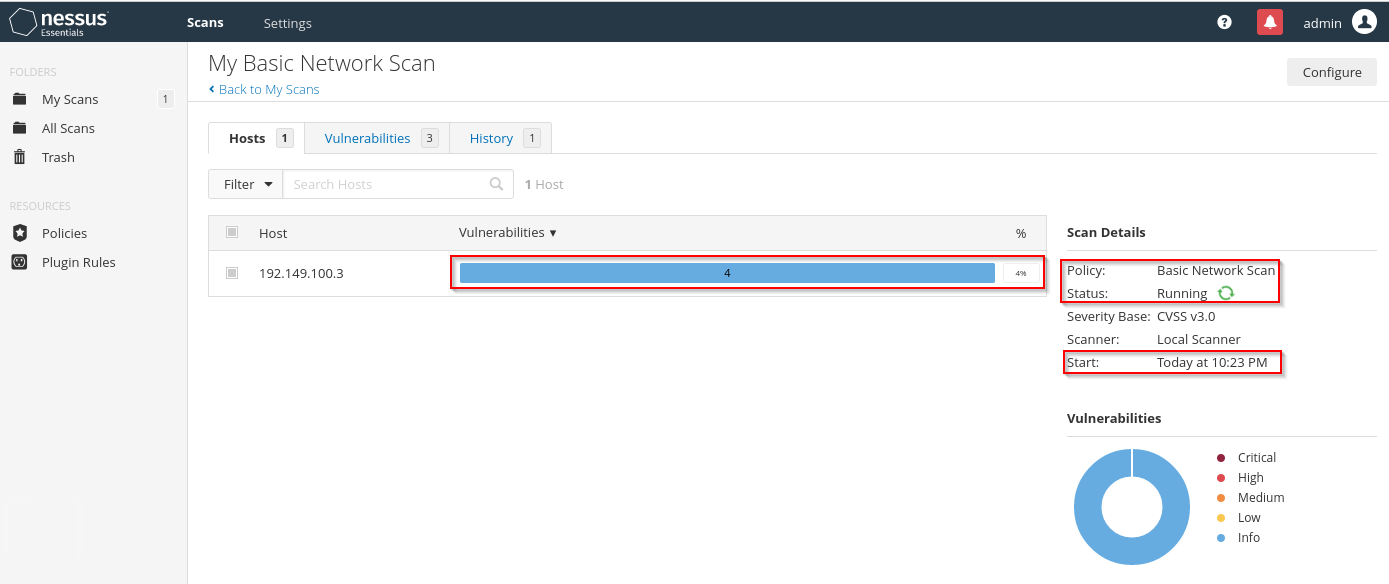 nessus
Essentials
Scans
Settings
admin
FOLDERS
My Scans 1
All Scans
Trash
RESOURCES
Policies
Plugin Rules
My Basic Network Scan
Back to My Scans
Configure
Hosts 1
Vulnerabilities 3
History 1
Filter
Search Hosts
1 Host
Host Vulnerabilities %
192.149.100.3 4 4%
Scan Details
Policy: Basic Network Scan
Status: Running
Severity Base: CVSS v3.0
Scanner: Local Scanner
Start: Today at 10:23 PM
Vulnerabilities
Critical
High
Medium
Low
Info